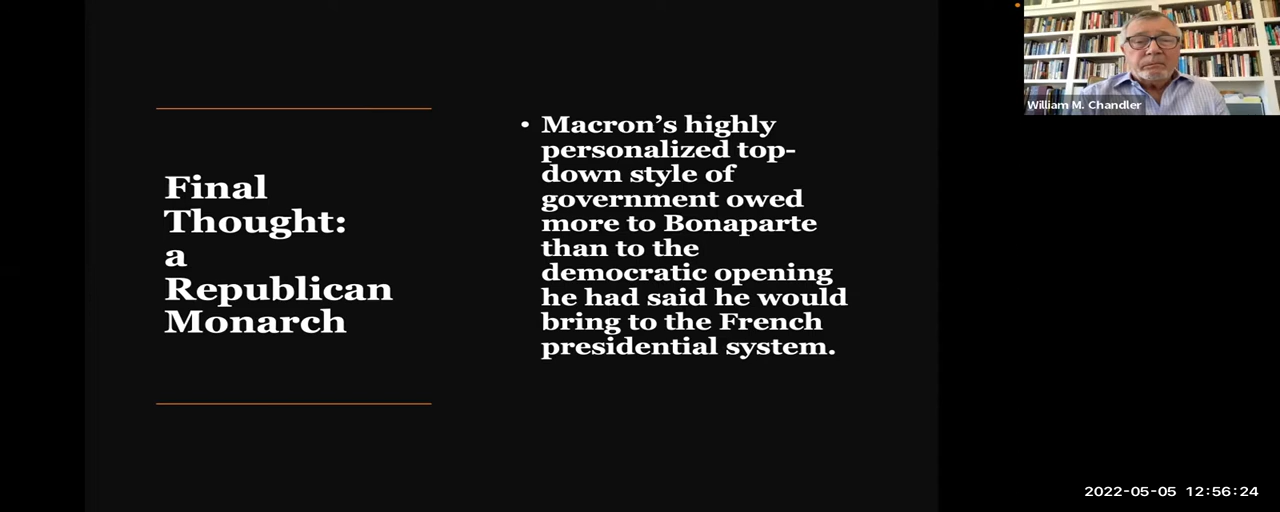 Final
Thought:
a
Republican
Monarch
• Macron’s highly
personalized top-
down style of
government owed
more to Bonaparte
than to the
democratic opening
he had said he would
bring to the French
presidential system.
William M. Chandler
2022-05-05 12:56:24